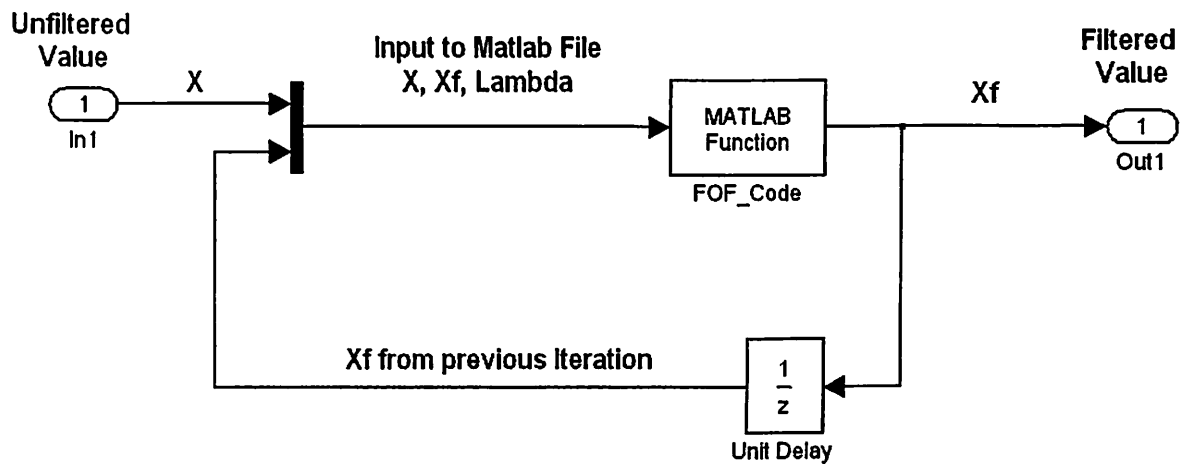 Unfiltered
Value
X
1
In1
Input to Matlab File
X, Xf, Lambda
MATLAB
Function
FOF_Code
Xf
Filtered
Value
1
Out1
Xf from previous Iteration
1
z
Unit Delay